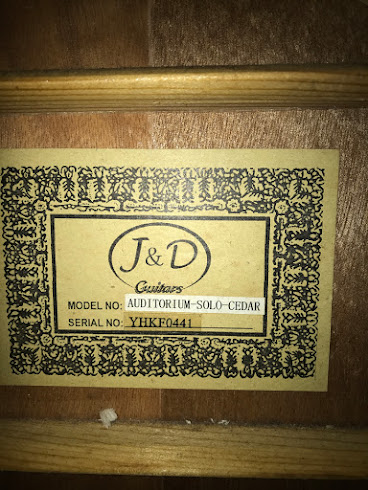 J&D
Guitars
MODEL NO: AUDITORIUM-SOLO-CEDAR
SERIAL NO: YHKF0441